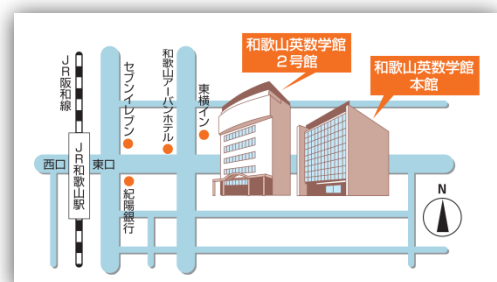 JR阪和線
セブンイレブン
和歌山アーバンホテル
東横イン
和歌山英数学館
2号館
和歌山英数学館
本館
西口
JR和歌山駅
東口
紀陽銀行
N